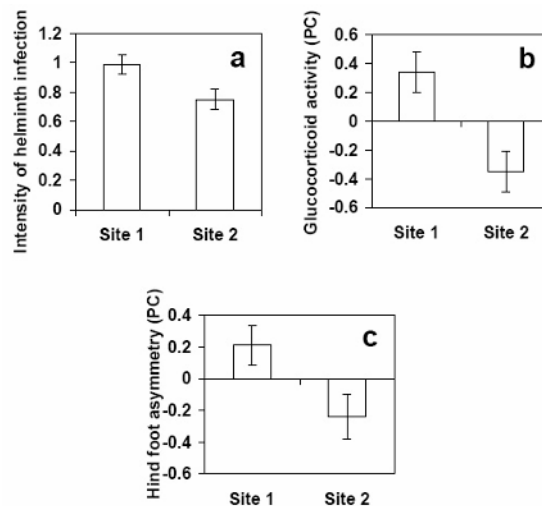 Intensity of helminth infection
1.2
1
0.8
0.6
0.4
0.2
0
a
Site 1 Site 2
Glucocorticoid activity (PC)
0.6
0.4
0.2
0
-0.2
-0.4
-0.6
b
Site 1 Site 2
Hind foot asymmetry (PC)
0.4
0.2
0
-0.2
-0.4
-0.6
c
Site 1 Site 2